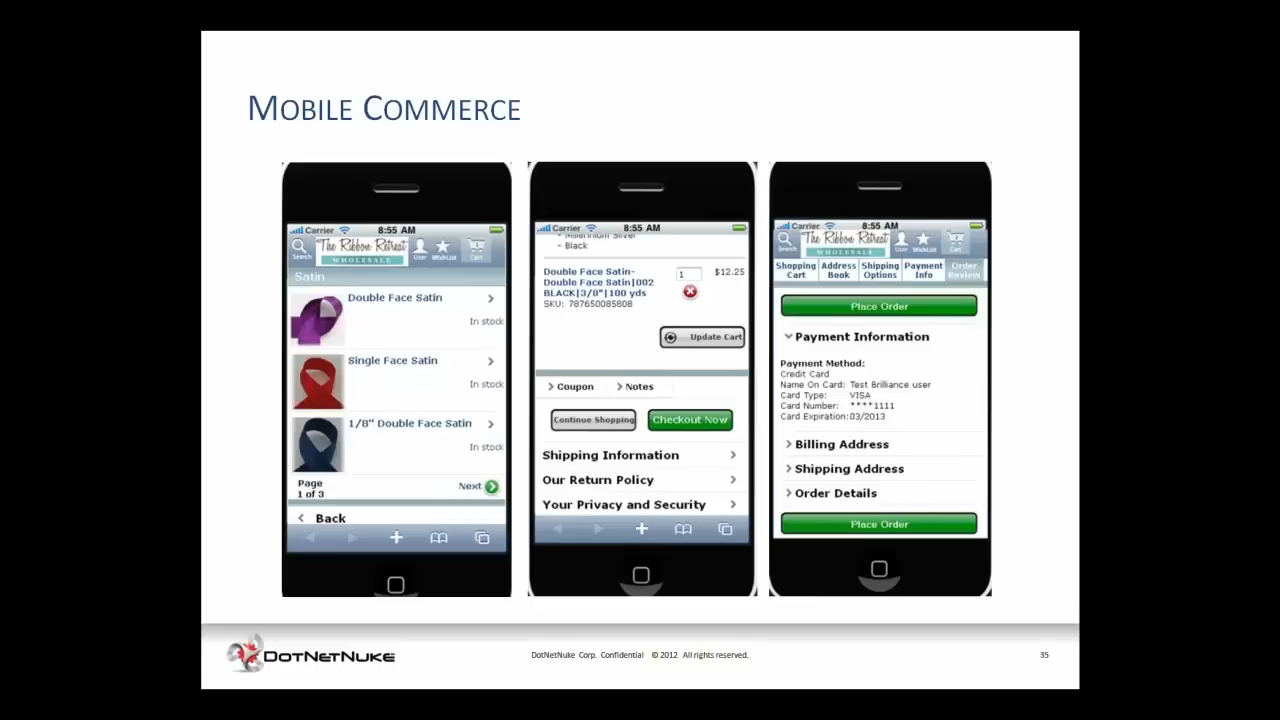 MOBILE COMMERCE
Carrier 8:55 AM
Search
The Ribbon Retreat
WHOLESALE
User WishList Cart
Satin
Double Face Satin
In stock
Single Face Satin
In stock
1/8" Double Face Satin
In stock
Page
1 of 3
Next
Back
Carrier 8:55 AM
- Millennium Silver
- Black
Double Face Satin-
Double Face Satin|002
BLACK|3/8"|100 yds
SKU: 787650085808
1
$12.25
Update Cart
Coupon Notes
Continue Shopping Checkout Now
Shipping Information
Our Return Policy
Your Privacy and Security
Carrier 8:55 AM
Search
The Ribbon Retreat
WHOLESALE
User WishList Cart
Shopping Cart
Address Book
Shipping Options
Payment Info
Order Review
Place Order
Payment Information
Payment Method:
Credit Card
Name On Card: Test Brilliance user
Card Type: VISA
Card Number: ****1111
Card Expiration:03/2013
Billing Address
Shipping Address
Order Details
Place Order
DOTNETNUKE
DotNetNuke Corp. Confidential © 2012 All rights reserved.
35